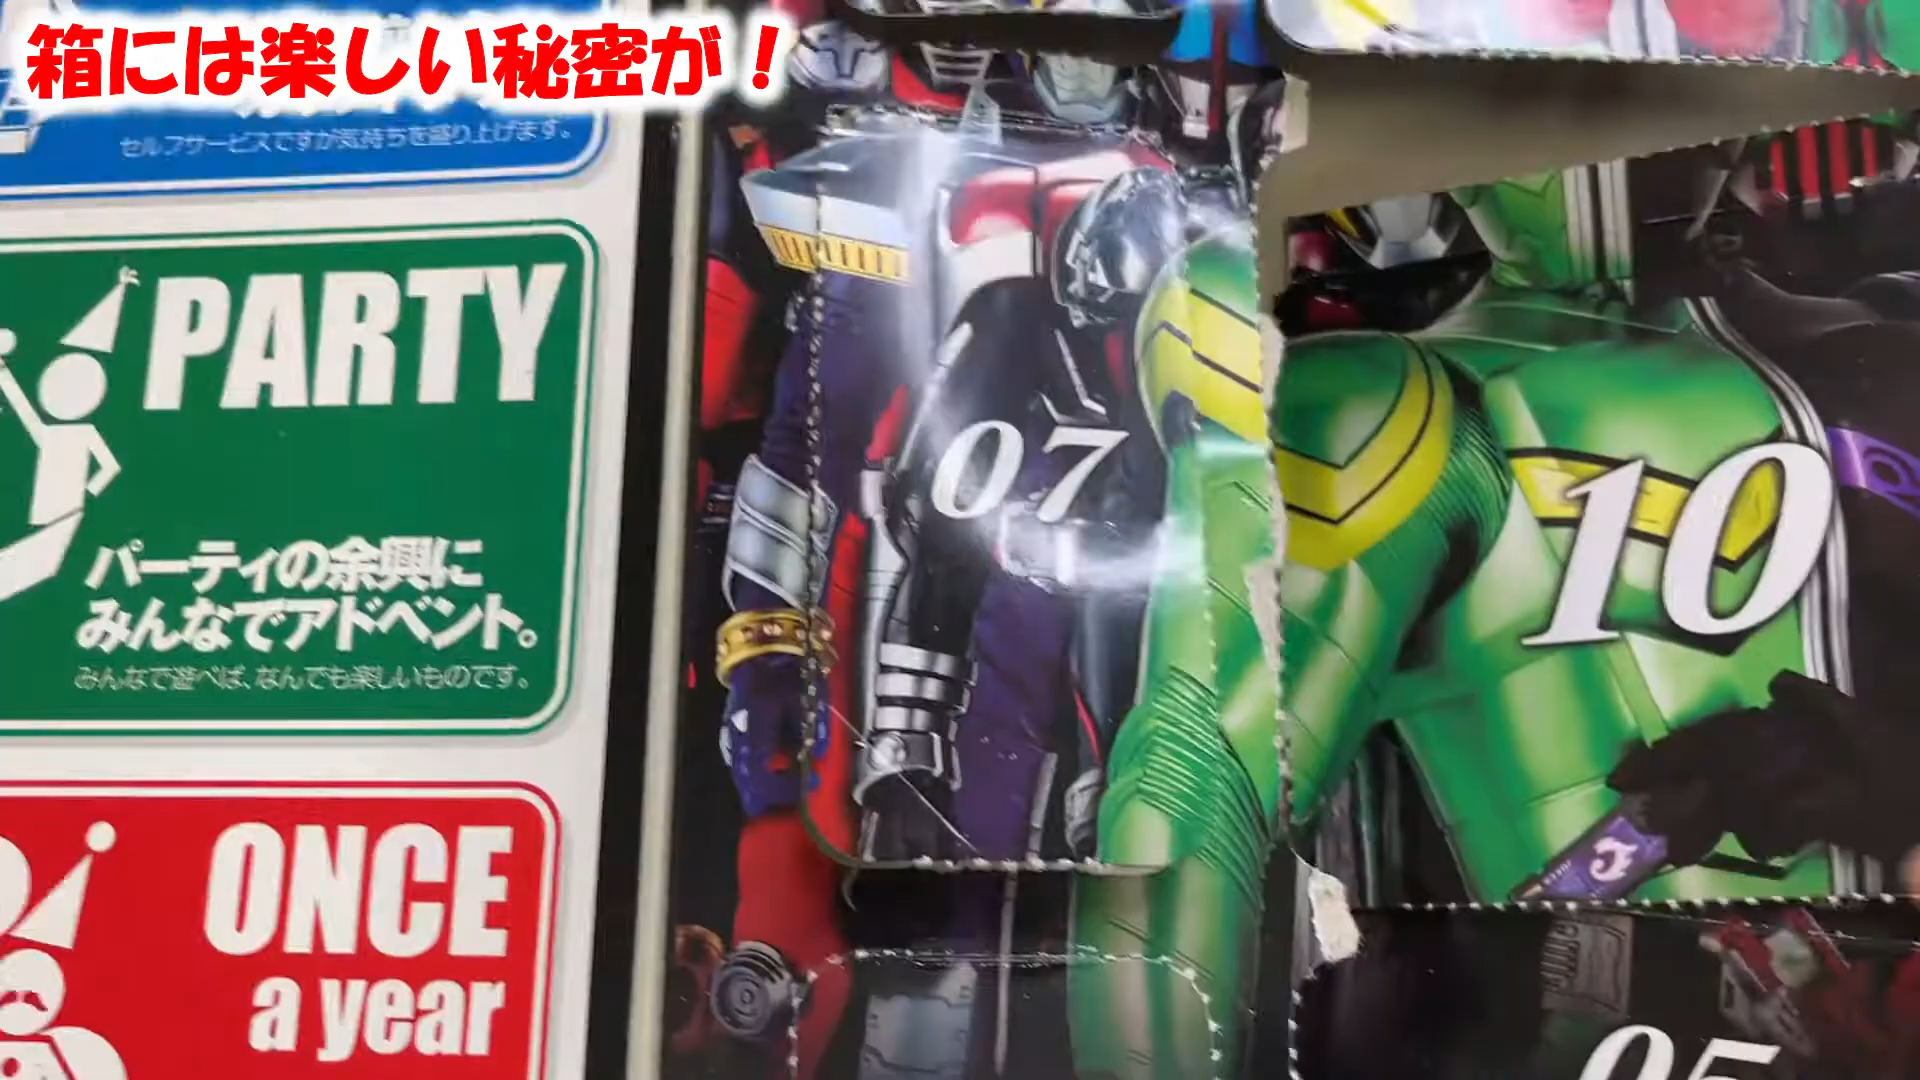 箱には楽しい秘密が！
セルフサービスですが気持ちを盛り上げます。
PARTY
パーティの余興に
みんなでアドベント。
みんなで遊べば、なんでも楽しいものです。
ONCE
a year
07
10
05